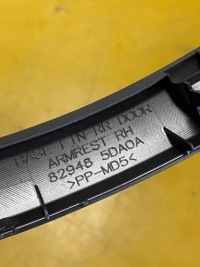 BASE FIN RR DOOR
ARMREST RH
82948 5DA0A
>PP-MD5<